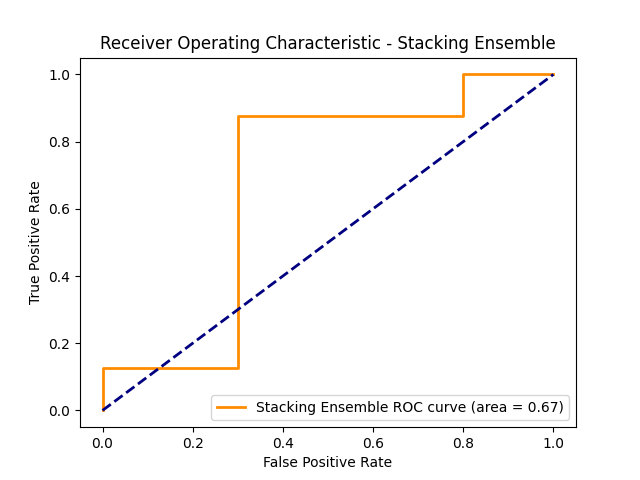 Receiver Operating Characteristic - Stacking Ensemble
1.0
0.8
0.6
0.4
0.2
0.0
True Positive Rate
Stacking Ensemble ROC curve (area = 0.67)
0.0 0.2 0.4 0.6 0.8 1.0
False Positive Rate